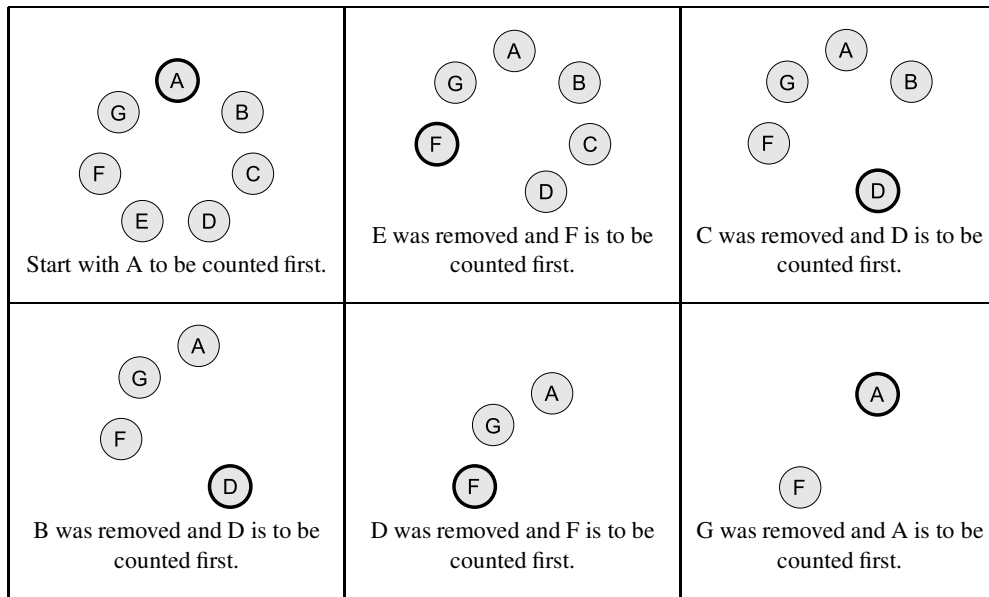 A
G
B
F
C
E
D
Start with A to be counted first.
A
G
B
F
C
D
E was removed and F is to be
counted first.
A
G
B
F
D
C was removed and D is to be
counted first.
A
G
F
D
B was removed and D is to be
counted first.
A
G
F
D was removed and F is to be
counted first.
A
F
G was removed and A is to be
counted first.